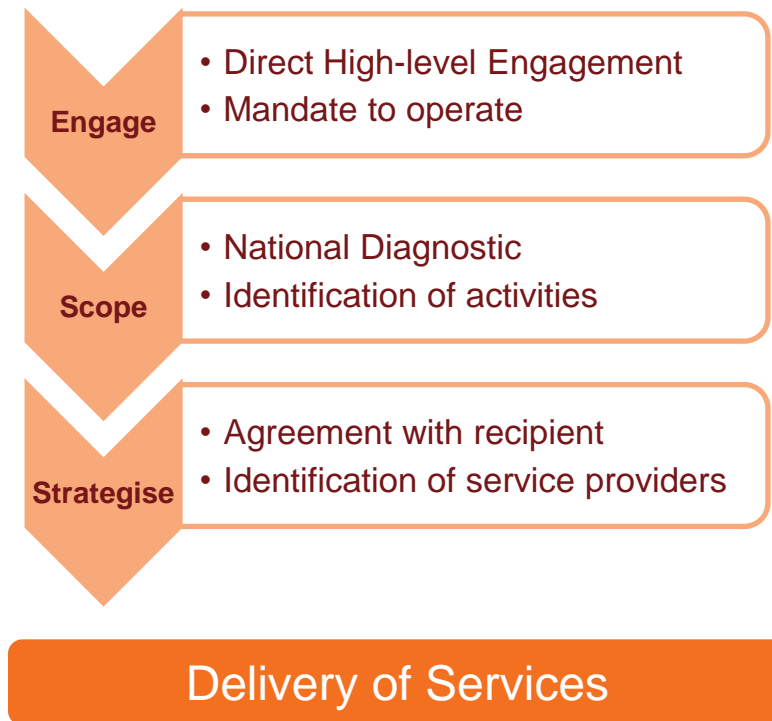 Engage
• Direct High-level Engagement
• Mandate to operate
Scope
• National Diagnostic
• Identification of activities
Strategise
• Agreement with recipient
• Identification of service providers
Delivery of Services